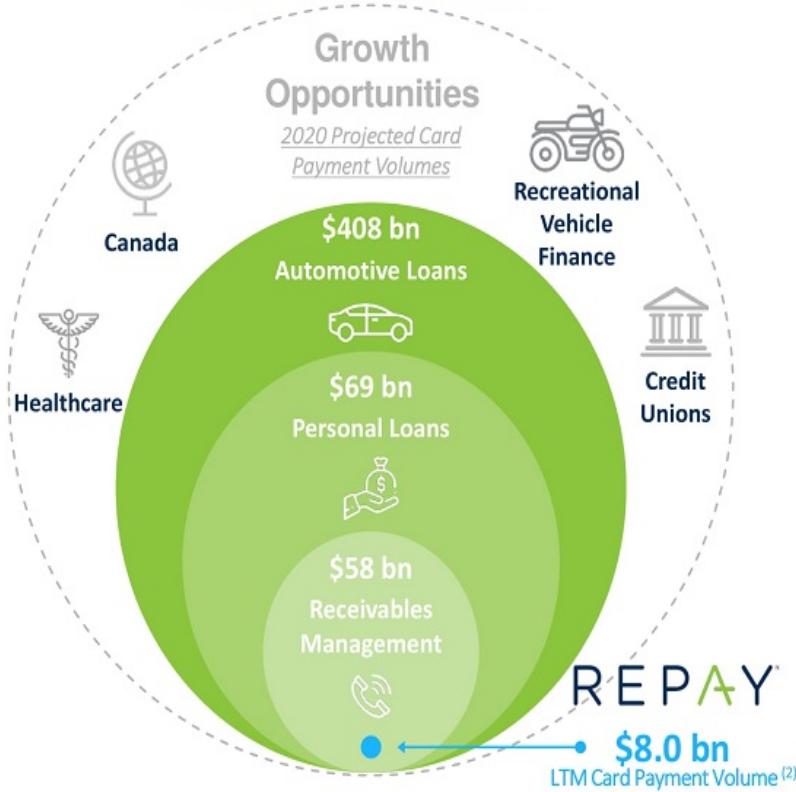 Growth
Opportunities
2020 Projected Card
Payment Volumes
Canada
Recreational
Vehicle
Finance
Healthcare
Credit
Unions
$408 bn
Automotive Loans
$69 bn
Personal Loans
$
$58 bn
Receivables
Management
REPAY
$8.0 bn
LTM Card Payment Volume (2)